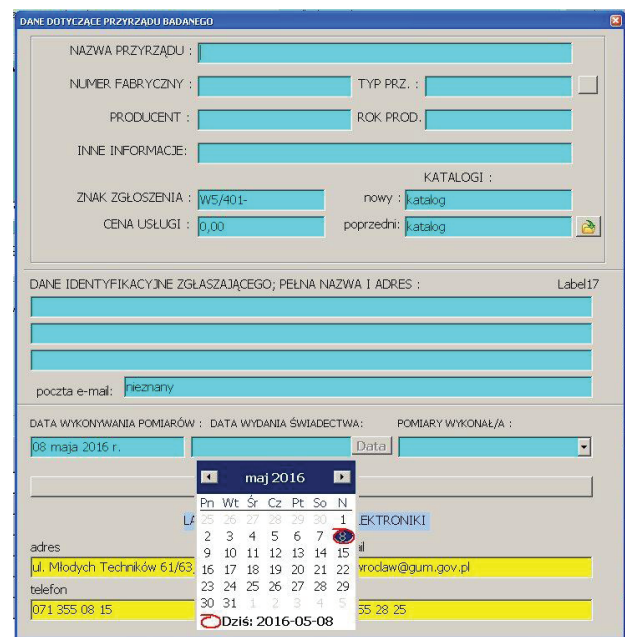 DANE DOTYCZĄCE PRZYRZĄDU BADANEGO
NAZWA PRZYRZĄDU :
NUMER FABRYCZNY : TYP PRZ. :
PRODUCENT : ROK PROD.
INNE INFORMACJE:
KATALOGI :
ZNAK ZGŁOSZENIA : W5/401- nowy : katalog
CENA USŁUGI : 0,00 poprzedni: katalog
DANE IDENTYFIKACYJNE ZGŁASZAJĄCEGO; PEŁNA NAZWA I ADRES : Label17
poczta e-mail: nieznany
DATA WYKONYWANIA POMIARÓW : DATA WYDANIA ŚWIADECTWA: POMIARY WYKONAŁ/A :
08 maja 2016 r. Data
maj 2016
Pn Wt Śr Cz Pt So N
25 26 27 28 29 30 1
2 3 4 5 6 7 8
9 10 11 12 13 14 15
16 17 18 19 20 21 22
23 24 25 26 27 28 29
30 31 1 2 3 4 5
Dziś: 2016-05-08
LA EKTRONIKI
adres il
ul. Młodych Techników 61/63, wroclaw@gum.gov.pl
telefon
071 355 08 15 55 28 25